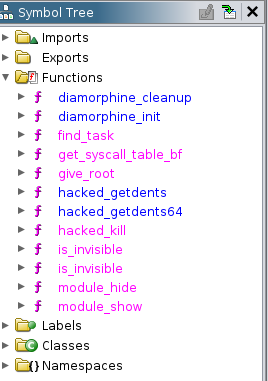 Symbol Tree
Imports
Exports
Functions
diamorphine_cleanup
diamorphine_init
find_task
get_syscall_table_bf
give_root
hacked_getdents
hacked_getdents64
hacked_kill
is_invisible
is_invisible
module_hide
module_show
Labels
Classes
Namespaces